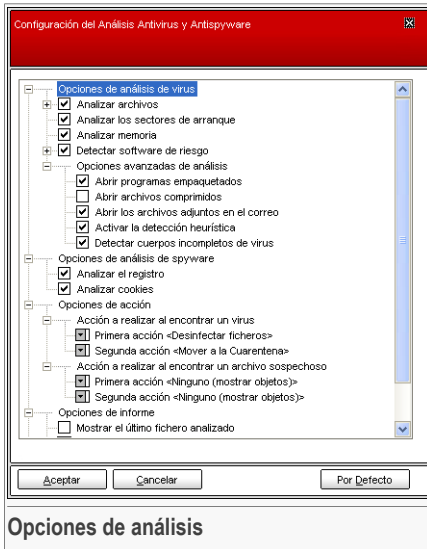 Configuración del Análisis Antivirus y Antispyware
Opciones de análisis de virus
Analizar archivos
Analizar los sectores de arranque
Analizar memoria
Detectar software de riesgo
Opciones avanzadas de análisis
Abrir programas empaquetados
Abrir archivos comprimidos
Abrir los archivos adjuntos en el correo
Activar la detección heurística
Detectar cuerpos incompletos de virus
Opciones de análisis de spyware
Analizar el registro
Analizar cookies
Opciones de acción
Acción a realizar al encontrar un virus
Primera acción <Desinfectar ficheros>
Segunda acción <Mover a la Cuarentena>
Acción a realizar al encontrar un archivo sospechoso
Primera acción <Ninguno (mostrar objetos)>
Segunda acción <Ninguno (mostrar objetos)>
Opciones de informe
Mostrar el último fichero analizado
Aceptar Cancelar Por Defecto
Opciones de análisis